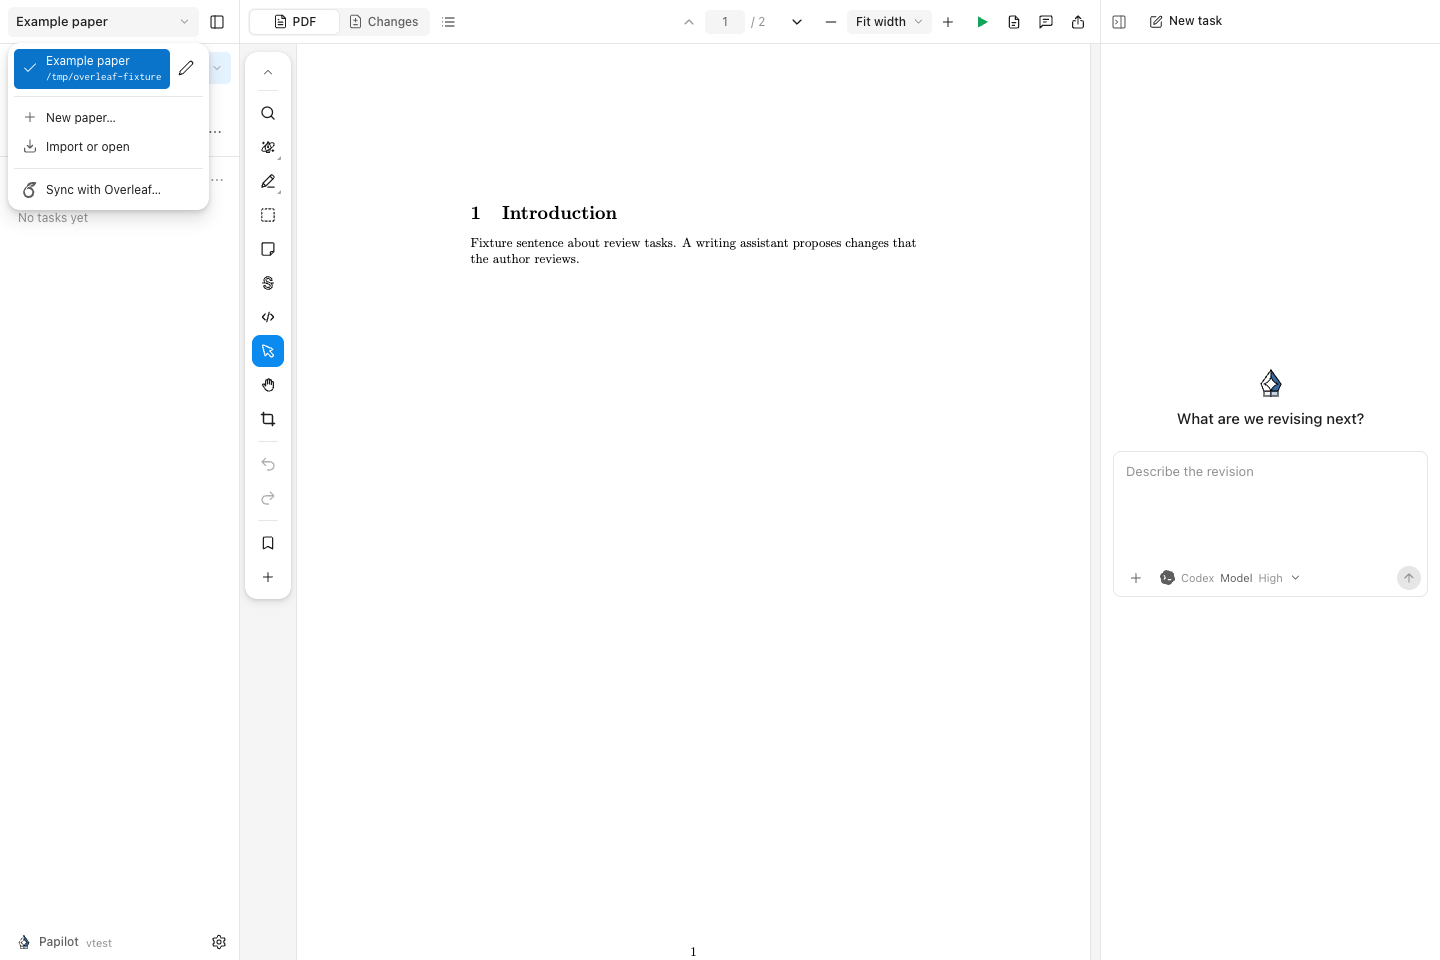 Example paper
PDF
Changes
1 / 2
Fit width
New task
Example paper
/tmp/overleaf-fixture
New paper...
Import or open
Sync with Overleaf...
No tasks yet
1 Introduction
Fixture sentence about review tasks. A writing assistant proposes changes that
the author reviews.
1
What are we revising next?
Describe the revision
Codex Model High
Papilot vtest